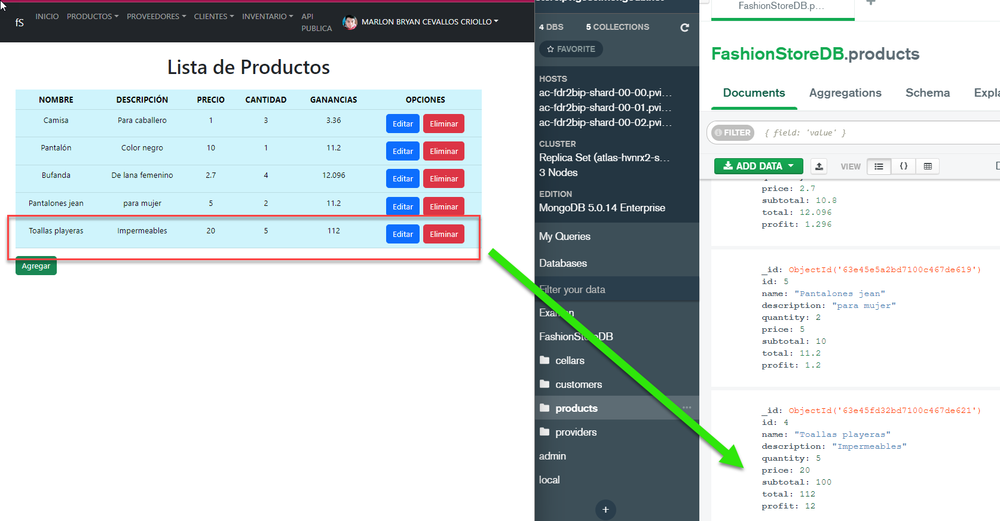 fS
INICIO
PRODUCTOS
PROVEEDORES
CLIENTES
INVENTARIO
API
PUBLICA
MARLON BRYAN CEVALLOS CRIOLLO
Lista de Productos
NOMBRE DESCRIPCIÓN PRECIO CANTIDAD GANANCIAS OPCIONES
Camisa Para caballero 1 3 3.36 Editar Eliminar
Pantalón Color negro 10 1 11.2 Editar Eliminar
Bufanda De lana femenino 2.7 4 12.096 Editar Eliminar
Pantalones jean para mujer 5 2 11.2 Editar Eliminar
Toallas playeras Impermeables 20 5 112 Editar Eliminar
Agregar
4 DBS 5 COLLECTIONS
FAVORITE
HOSTS
ac-fdr2bip-shard-00-00.pvi...
ac-fdr2bip-shard-00-01.pvi...
ac-fdr2bip-shard-00-02.pvi...
CLUSTER
Replica Set (atlas-hvnrx2-s...
3 Nodes
EDITION
MongoDB 5.0.14 Enterprise
My Queries
Databases
Filter your data
Examen
FashionStoreDB
cellars
customers
products
providers
admin
local
FashionStoreDB.p...
FashionStoreDB.products
Documents Aggregations Schema Expla
FILTER { field: 'value' }
ADD DATA VIEW {}
price: 2.7
subtotal: 10.8
total: 12.096
profit: 1.296
_id: ObjectId('63e45e5a2bd7100c467de619')
id: 5
name: "Pantalones jean"
description: "para mujer"
quantity: 2
price: 5
subtotal: 10
total: 11.2
profit: 1.2
_id: ObjectId('63e45fd32bd7100c467de621')
id: 4
name: "Toallas playeras"
description: "Impermeables"
quantity: 5
price: 20
subtotal: 100
total: 112
profit: 12